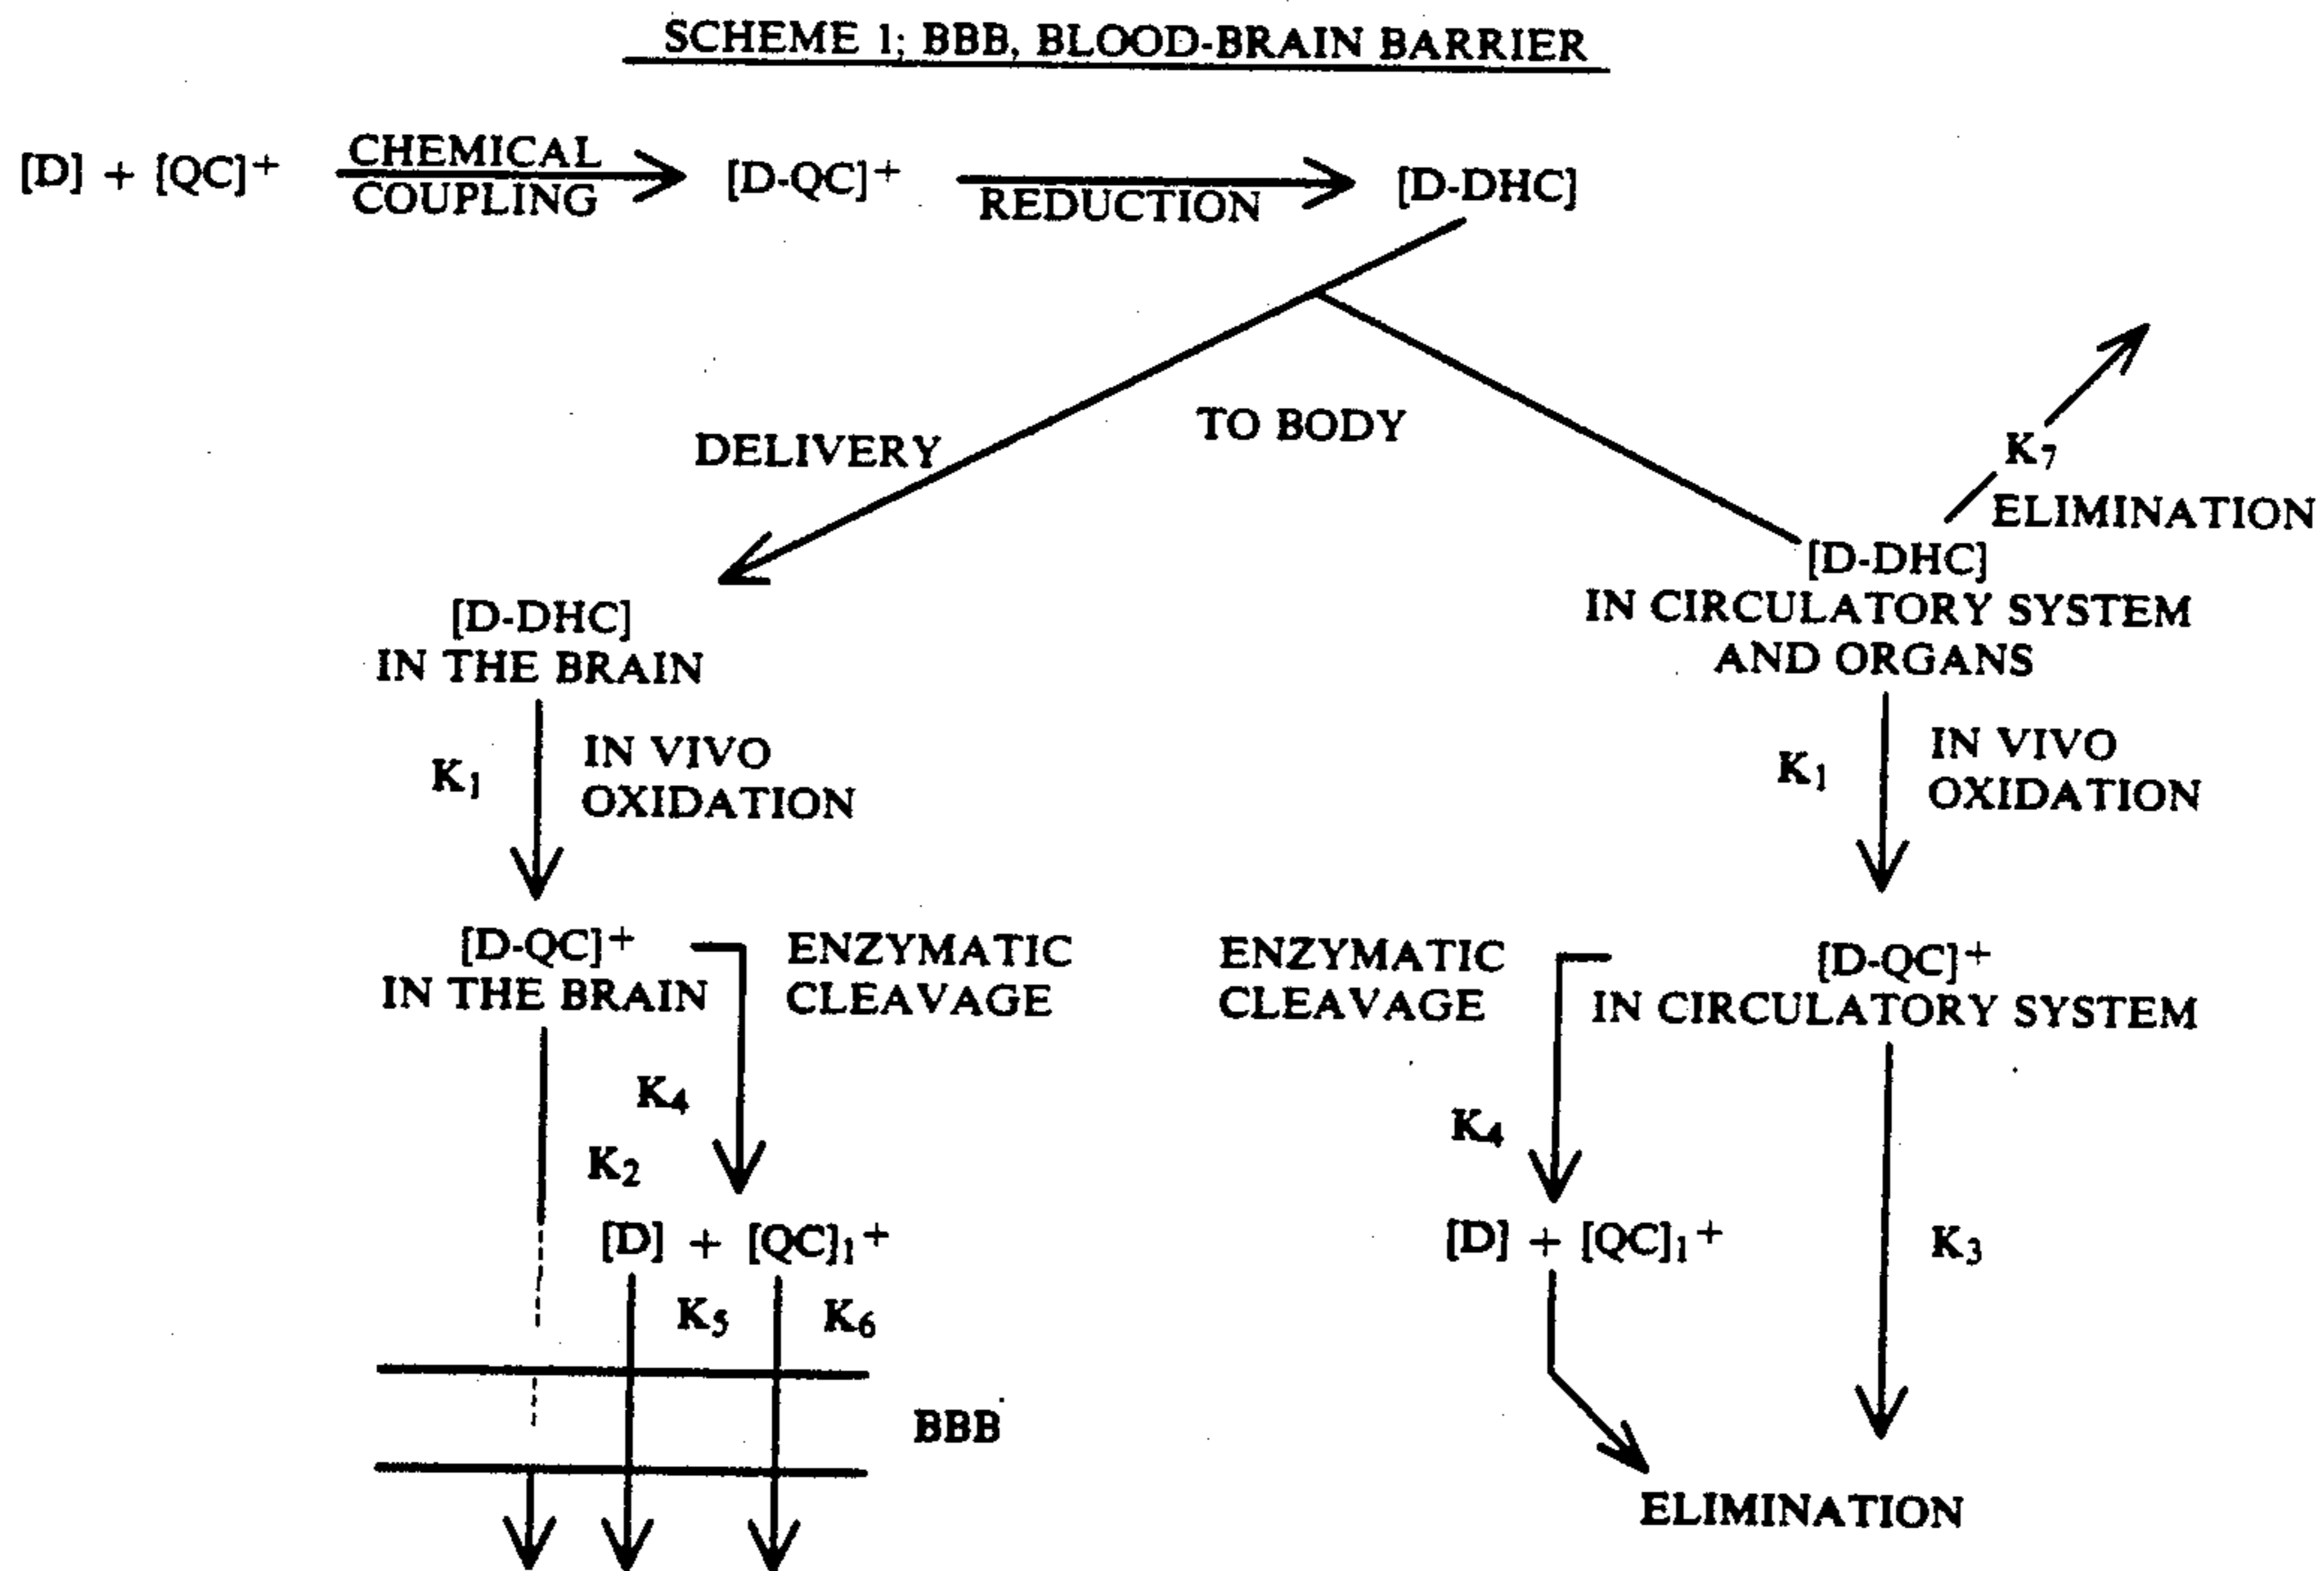 SCHEME 1; BBB, BLOOD-BRAIN BARRIER
[D] + [QC]+ CHEMICAL COUPLING [D-QC]+ REDUCTION [D-DHC]
DELIVERY
TO BODY
K7
ELIMINATION
[D-DHC]
IN THE BRAIN
[D-DHC]
IN CIRCULATORY SYSTEM
AND ORGANS
K1
IN VIVO
OXIDATION
K1
IN VIVO
OXIDATION
[D-QC]+
IN THE BRAIN
ENZYMATIC
CLEAVAGE
ENZYMATIC
CLEAVAGE
[D-QC]+
IN CIRCULATORY SYSTEM
K4
K2
K4
[D] + [QC]1+
[D] + [QC]1+
K3
K5
K6
BBB
ELIMINATION